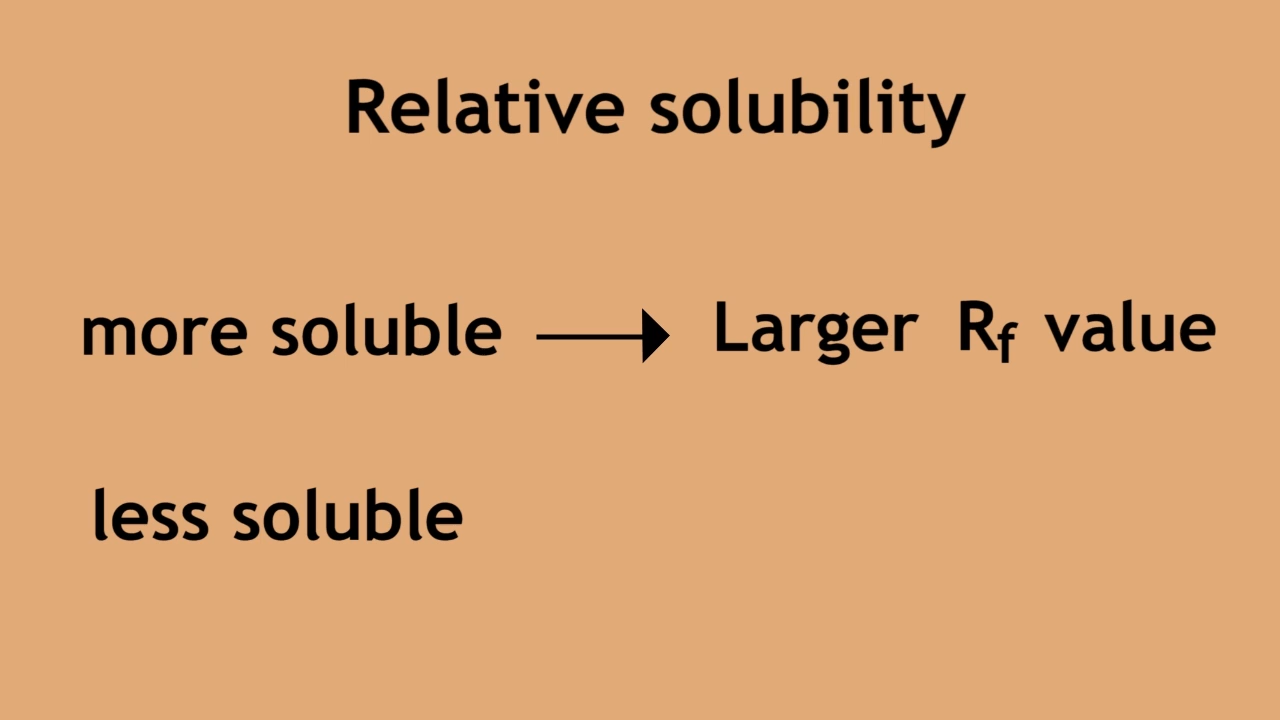 Relative solubility
more soluble → Larger Rf value
less soluble